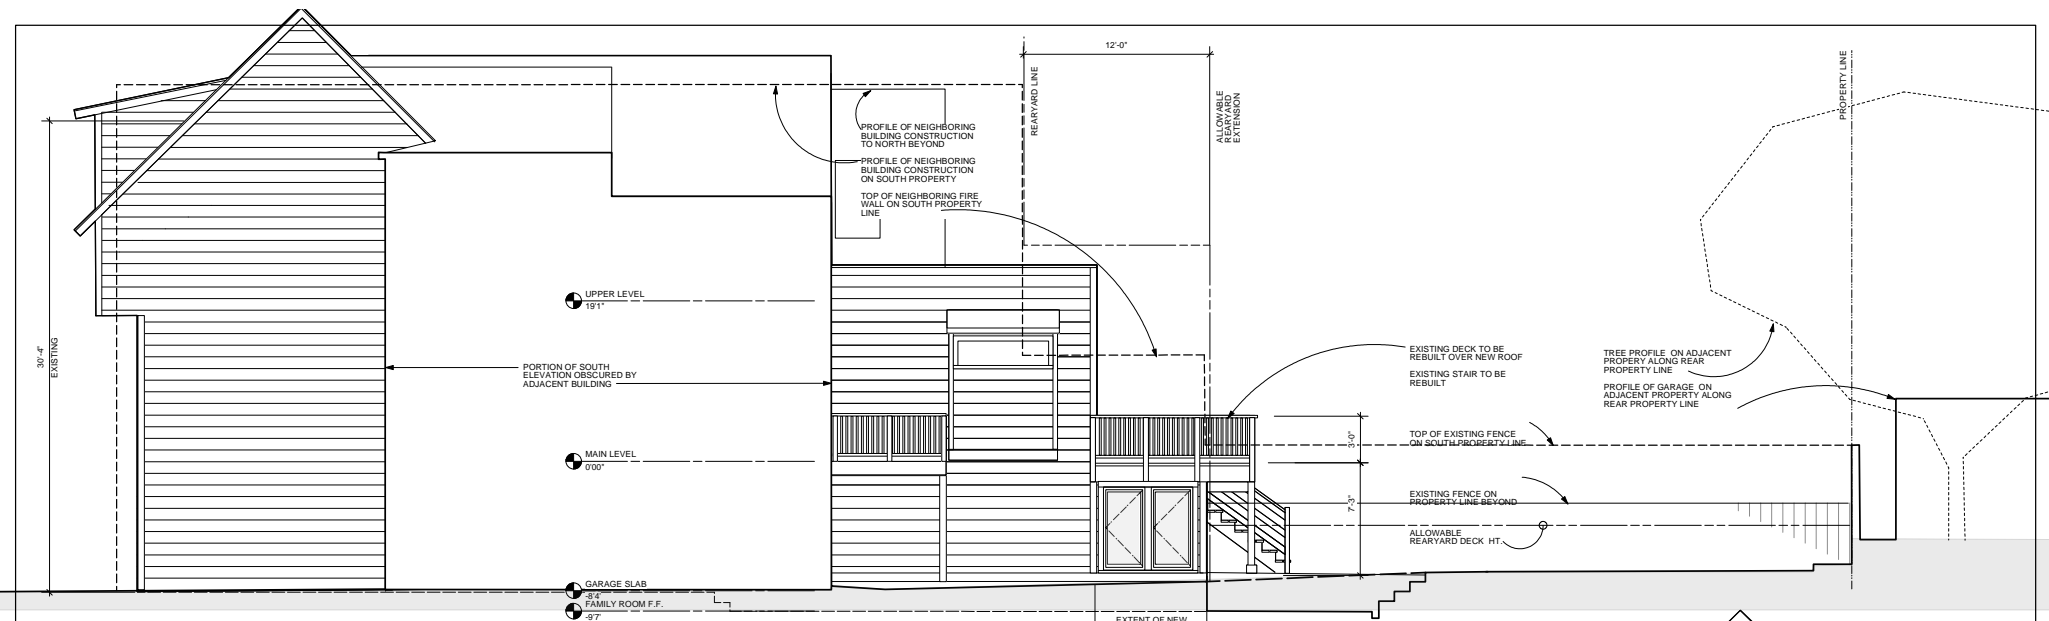 12'-0"
REARYARD LINE
ALLOWABLE
REARYARD
EXTENSION
PROPERTY LINE
PROFILE OF NEIGHBORING
BUILDING CONSTRUCTION
TO NORTH BEYOND
PROFILE OF NEIGHBORING
BUILDING CONSTRUCTION
ON SOUTH PROPERTY
TOP OF NEIGHBORING FIRE
WALL ON SOUTH PROPERTY
LINE
UPPER LEVEL
19'1"
30'-4"
EXISTING
PORTION OF SOUTH
ELEVATION OBSCURED BY
ADJACENT BUILDING
EXISTING DECK TO BE
REBUILT OVER NEW ROOF
EXISTING STAIR TO BE
REBUILT
TREE PROFILE ON ADJACENT
PROPERY ALONG REAR
PROPERTY LINE
PROFILE OF GARAGE ON
ADJACENT PROPERTY ALONG
REAR PROPERTY LINE
3'-0"
TOP OF EXISTING FENCE
ON SOUTH PROPERTY LINE
MAIN LEVEL
0'00"
7'-3"
EXISTING FENCE ON
PROPERTY LINE BEYOND
ALLOWABLE
REARYARD DECK HT.
GARAGE SLAB
-8'4"
FAMILY ROOM F.F.
-9'7"
EXTENT OF NEW